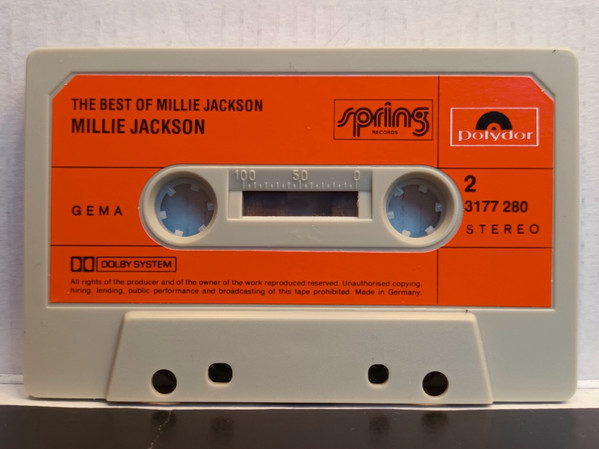 THE BEST OF MILLIE JACKSON
MILLIE JACKSON
spring
RECORDS
polydor
100 50 0
2
GEMA
3177 280
STEREO
DOLBY SYSTEM
All rights of the producer and of the owner of the work reproduced reserved. Unauthorised copying,
hiring, lending, public performance and broadcasting of this tape prohibited. Made in Germany.